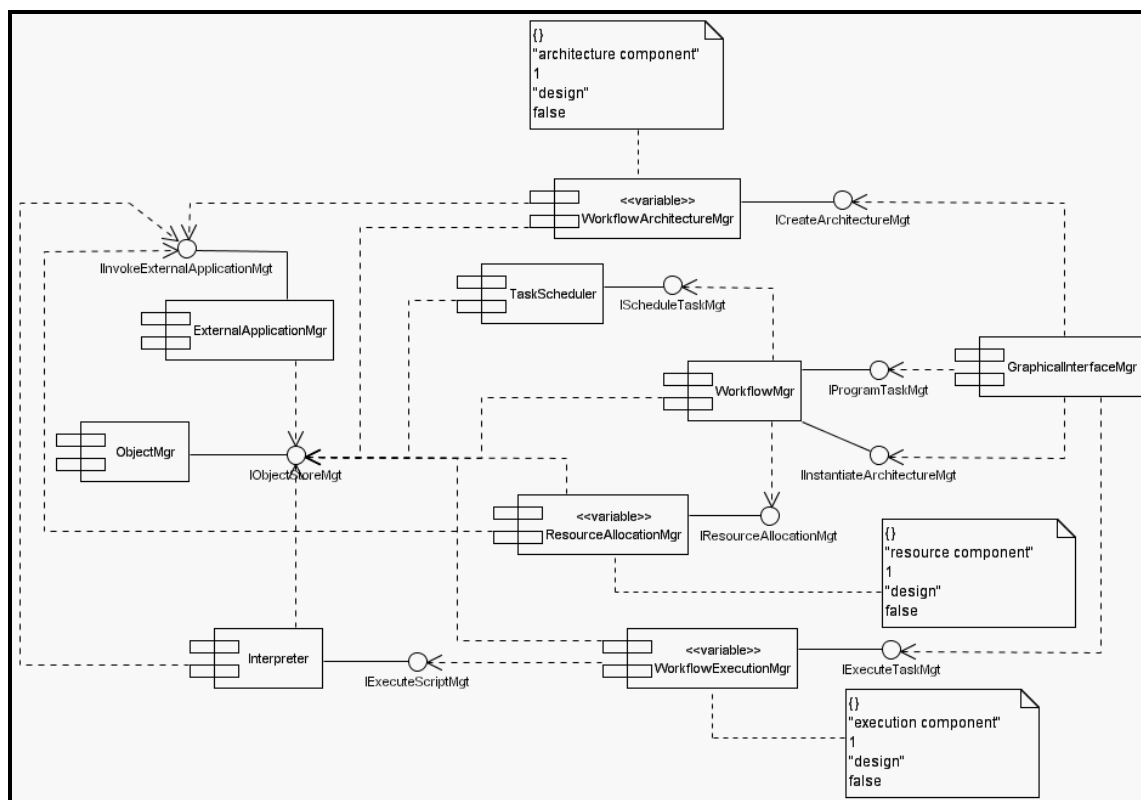 {}
"architecture component"
1
"design"
false
<<variable>>
WorkflowArchitectureMgr
ICreateArchitectureMgt
IInvokeExternalApplicationMgt
TaskScheduler
IScheduleTaskMgt
ExternalApplicationMgr
GraphicalInterfaceMgr
WorkflowMgr
IProgramTaskMgt
ObjectMgr
IObjectStoreMgt
IInstantiateArchitectureMgt
<<variable>>
ResourceAllocationMgr
IResourceAllocationMgt
{}
"resource component"
1
"design"
false
Interpreter
IExecuteScriptMgt
<<variable>>
WorkflowExecutionMgr
IExecuteTaskMgt
{}
"execution component"
1
"design"
false